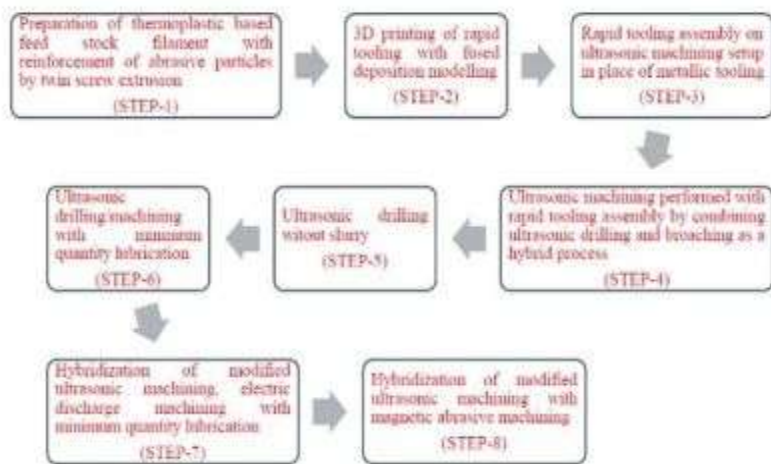 Preparation of thermoplastic based
feed stock filament with
reinforcement of abrasive particles
by twin screw extrusion
(STEP-1)
3D printing of rapid
tooling with fused
deposition modelling
(STEP-2)
Rapid tooling assembly on
ultrasonic machining setup
in place of metallic tooling
(STEP-3)
Ultrasonic machining performed with
rapid tooling assembly by combining
ultrasonic drilling and broaching as a
hybrid process
(STEP-4)
Ultrasonic drilling
witout slurry
(STEP-5)
Ultrasonic
drilling/machining
with minimum
quantity lubrication
(STEP-6)
Hybridization of modified
ultrasonic machining, electric
discharge machining with
minimum quantity lubrication
(STEP-7)
Hybridization of modified
ultrasonic machining with
magnetic abrasive machining
(STEP-8)